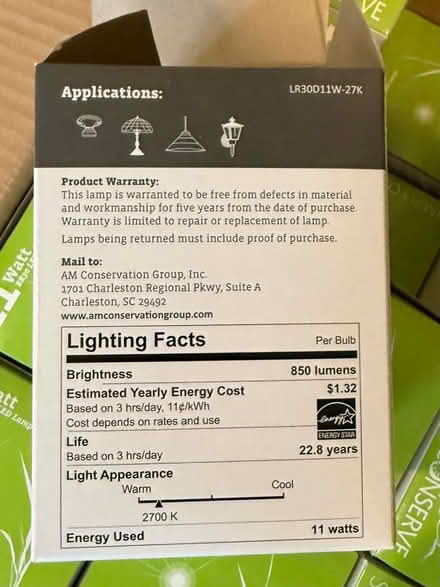 Applications:
LR30D11W-27K
Product Warranty:
This lamp is warranted to be free from defects in material
and workmanship for five years from the date of purchase.
Warranty is limited to repair or replacement of lamp.
Lamps being returned must include proof of purchase.
Mail to:
AM Conservation Group, Inc.
1701 Charleston Regional Pkwy, Suite A
Charleston, SC 29492
www.amconservationgroup.com
Lighting Facts Per Bulb
Brightness 850 lumens
Estimated Yearly Energy Cost $1.32
Based on 3 hrs/day, 11¢/kWh
Cost depends on rates and use
energy
ENERGY STAR
Life
Based on 3 hrs/day 22.8 years
Light Appearance
Warm Cool
2700 K
Energy Used 11 watts
Watt
CONSERVE